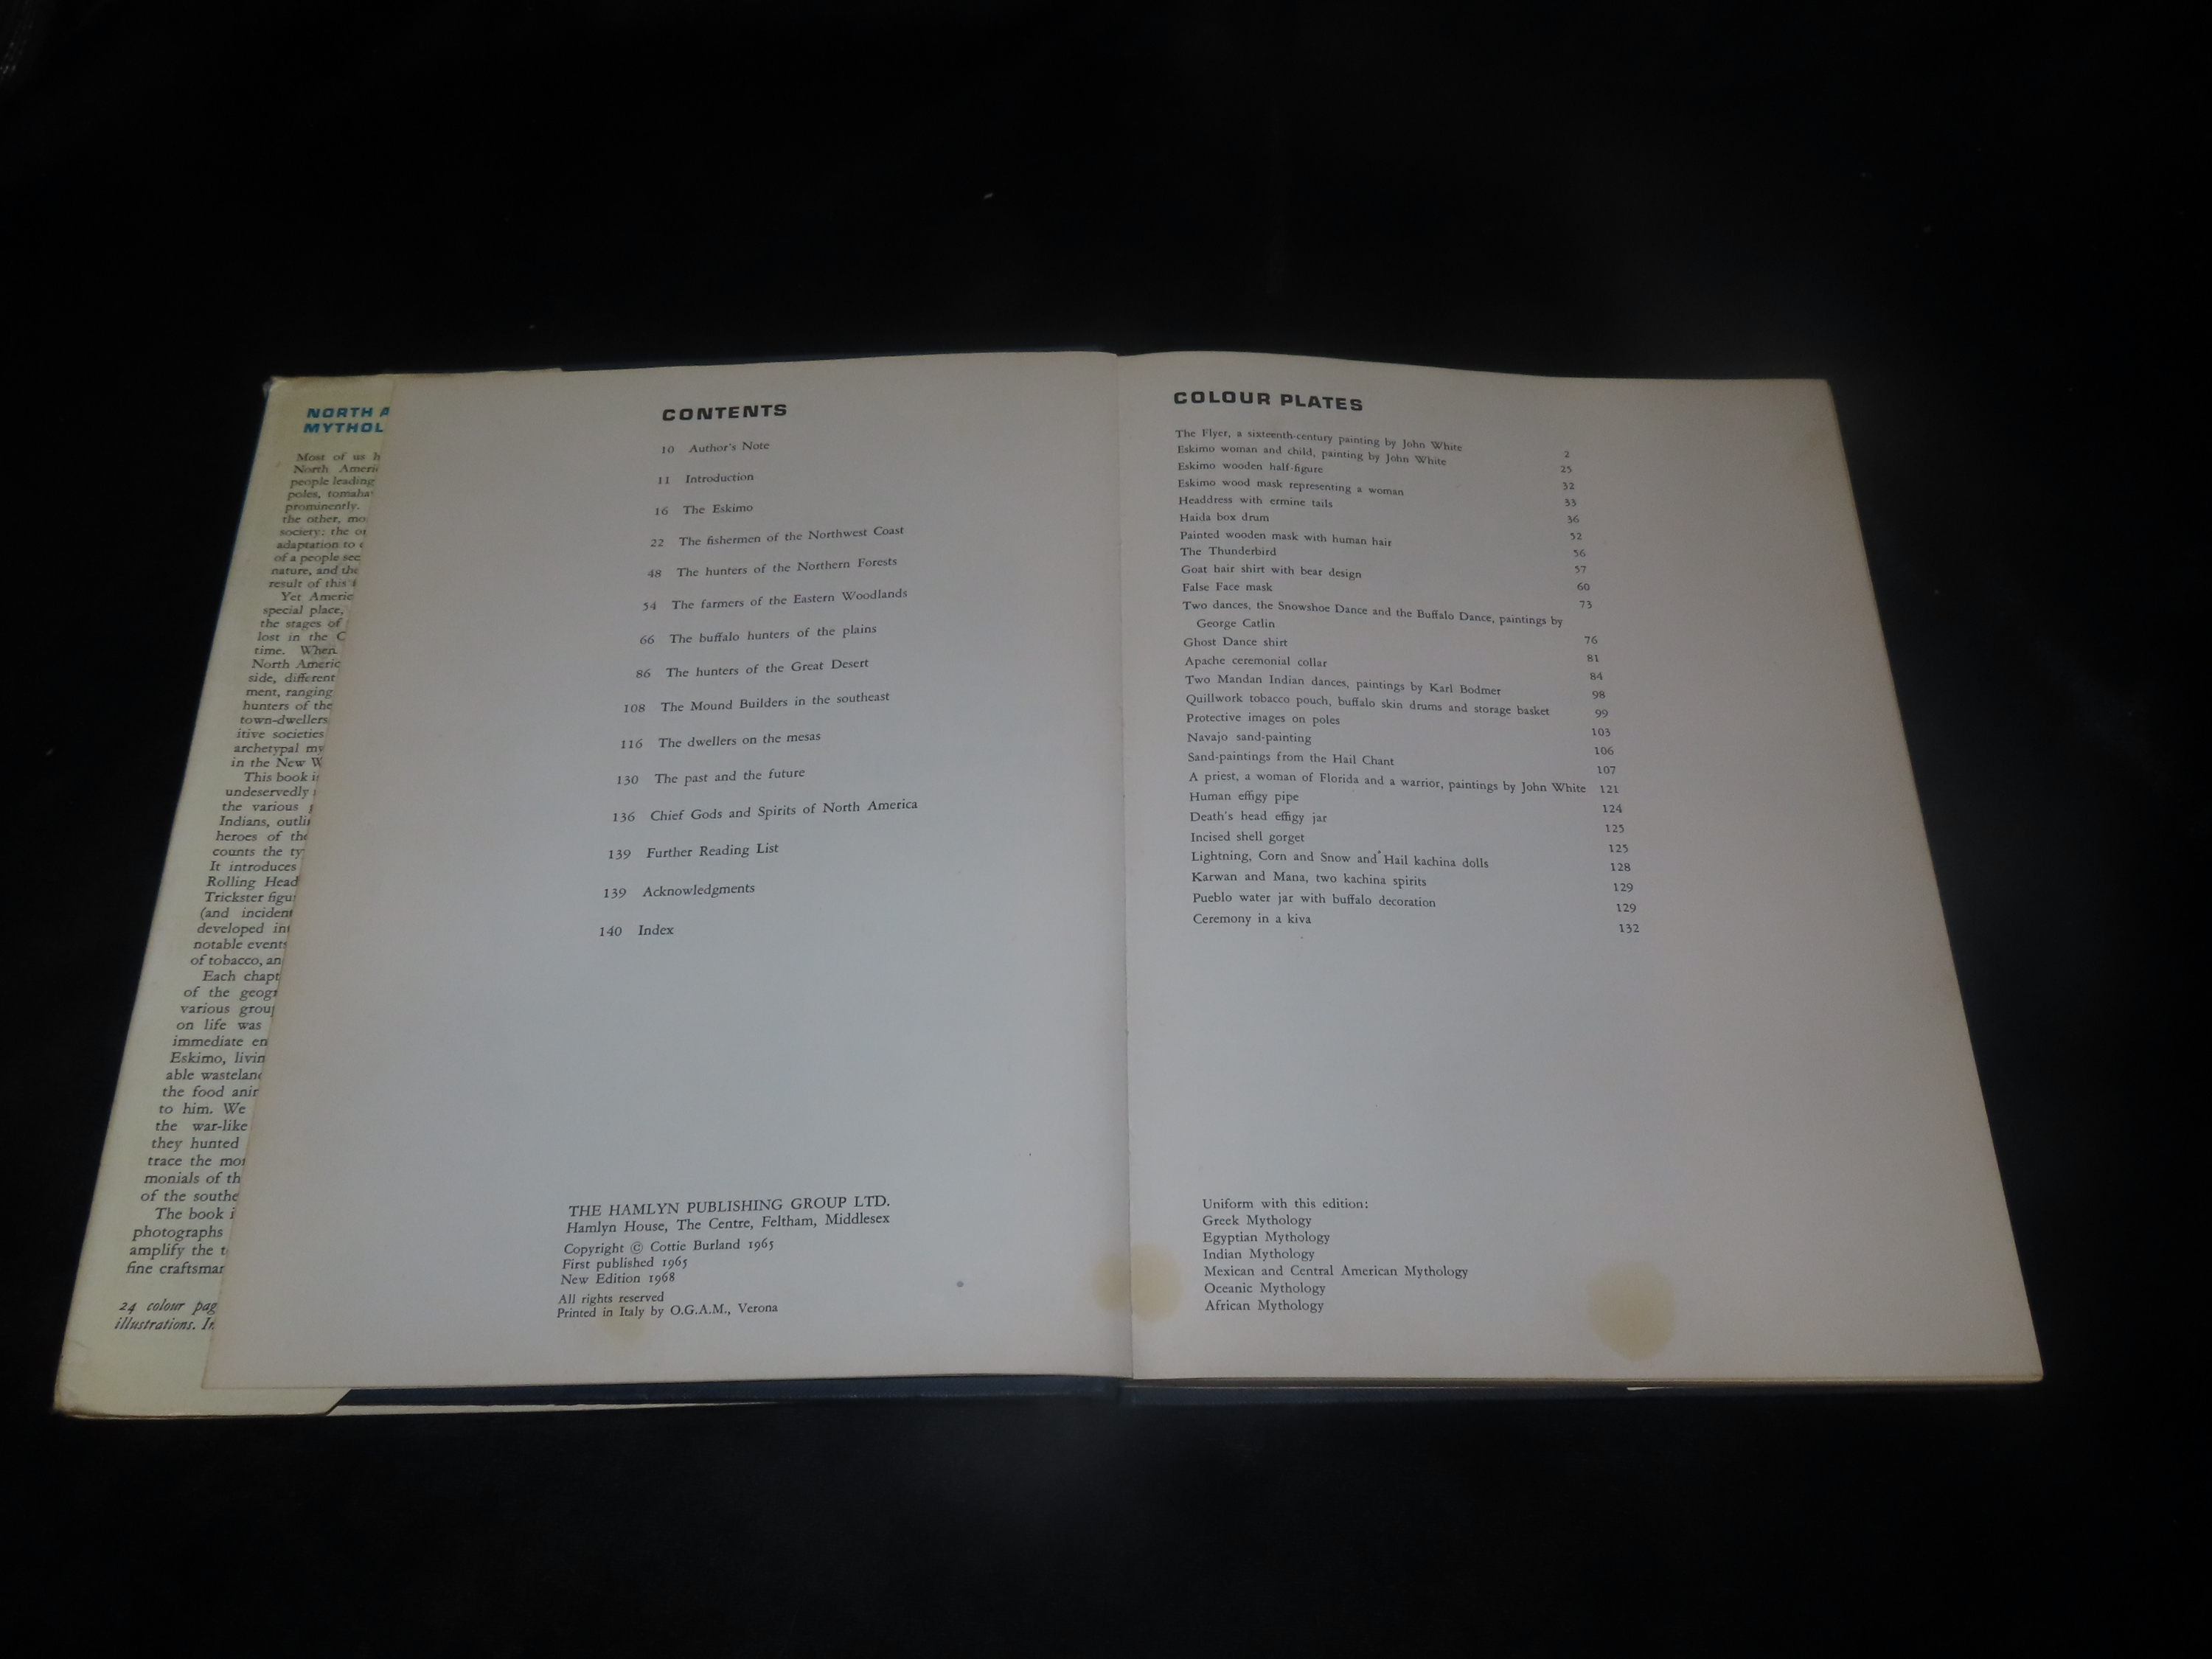 NORTH A
MYTHOL
Most of us h
North Ameri
people leading
poles, tomaha
prominently.
the other, mo
society: the or
adaptation to
of a people see
nature, and the
result of this
Yet Americ
special place,
the stages of
lost in the C
time. When
North Americ
side, different
ment, ranging
hunters of the
town-dwellers
itive societies
archetypal my
in the New W
This book i
undeservedly
the various
Indians, outli
heroes of the
counts the ty
It introduces
Rolling Head
Trickster figu
(and incident
developed int
notable events
of tobacco, an
Each chapt
of the geogr
various group
on life was
immediate en
Eskimo, livin
able wasteland
the food anir
to him. We
the war-like
they hunted
trace the mor
monials of th
of the southe
The book i
photographs
amplify the t
fine craftsmar
24 colour pag
illustrations. In
CONTENTS
10 Author's Note
11 Introduction
16 The Eskimo
22 The fishermen of the Northwest Coast
48 The hunters of the Northern Forests
54 The farmers of the Eastern Woodlands
66 The buffalo hunters of the plains
86 The hunters of the Great Desert
108 The Mound Builders in the southeast
116 The dwellers on the mesas
130 The past and the future
136 Chief Gods and Spirits of North America
139 Further Reading List
139 Acknowledgments
140 Index
THE HAMLYN PUBLISHING GROUP LTD.
Hamlyn House, The Centre, Feltham, Middlesex
Copyright © Cottie Burland 1965
First published 1965
New Edition 1968
All rights reserved
Printed in Italy by O.G.A.M., Verona
COLOUR PLATES
The Flyer, a sixteenth-century painting by John White 2
Eskimo woman and child, painting by John White 25
Eskimo wooden half-figure 32
Eskimo wood mask representing a woman 33
Headdress with ermine tails 36
Haida box drum 52
Painted wooden mask with human hair 56
The Thunderbird 57
Goat hair shirt with bear design 60
False Face mask 73
Two dances, the Snowshoe Dance and the Buffalo Dance, paintings by
George Catlin 76
Ghost Dance shirt 81
Apache ceremonial collar 84
Two Mandan Indian dances, paintings by Karl Bodmer 98
Quillwork tobacco pouch, buffalo skin drums and storage basket 99
Protective images on poles 103
Navajo sand-painting 106
Sand-paintings from the Hail Chant 107
A priest, a woman of Florida and a warrior, paintings by John White 121
Human effigy pipe 124
Death's head effigy jar 125
Incised shell gorget 125
Lightning, Corn and Snow and Hail kachina dolls 128
Karwan and Mana, two kachina spirits 129
Pueblo water jar with buffalo decoration 129
Ceremony in a kiva 132
Uniform with this edition:
Greek Mythology
Egyptian Mythology
Indian Mythology
Mexican and Central American Mythology
Oceanic Mythology
African Mythology